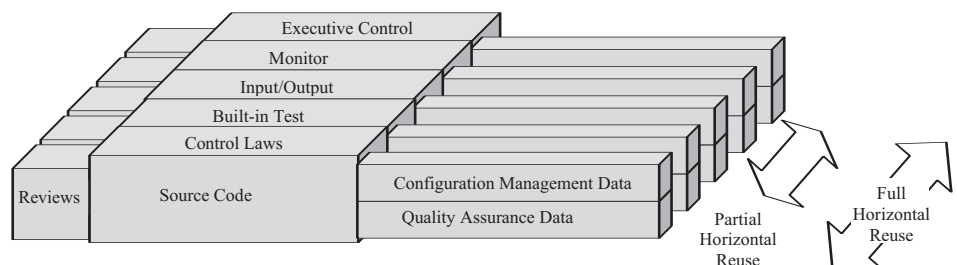 Executive Control
Monitor
Input/Output
Built-in Test
Control Laws
Reviews
Source Code
Configuration Management Data
Quality Assurance Data
Partial
Horizontal
Reuse
Full
Horizontal
Reuse